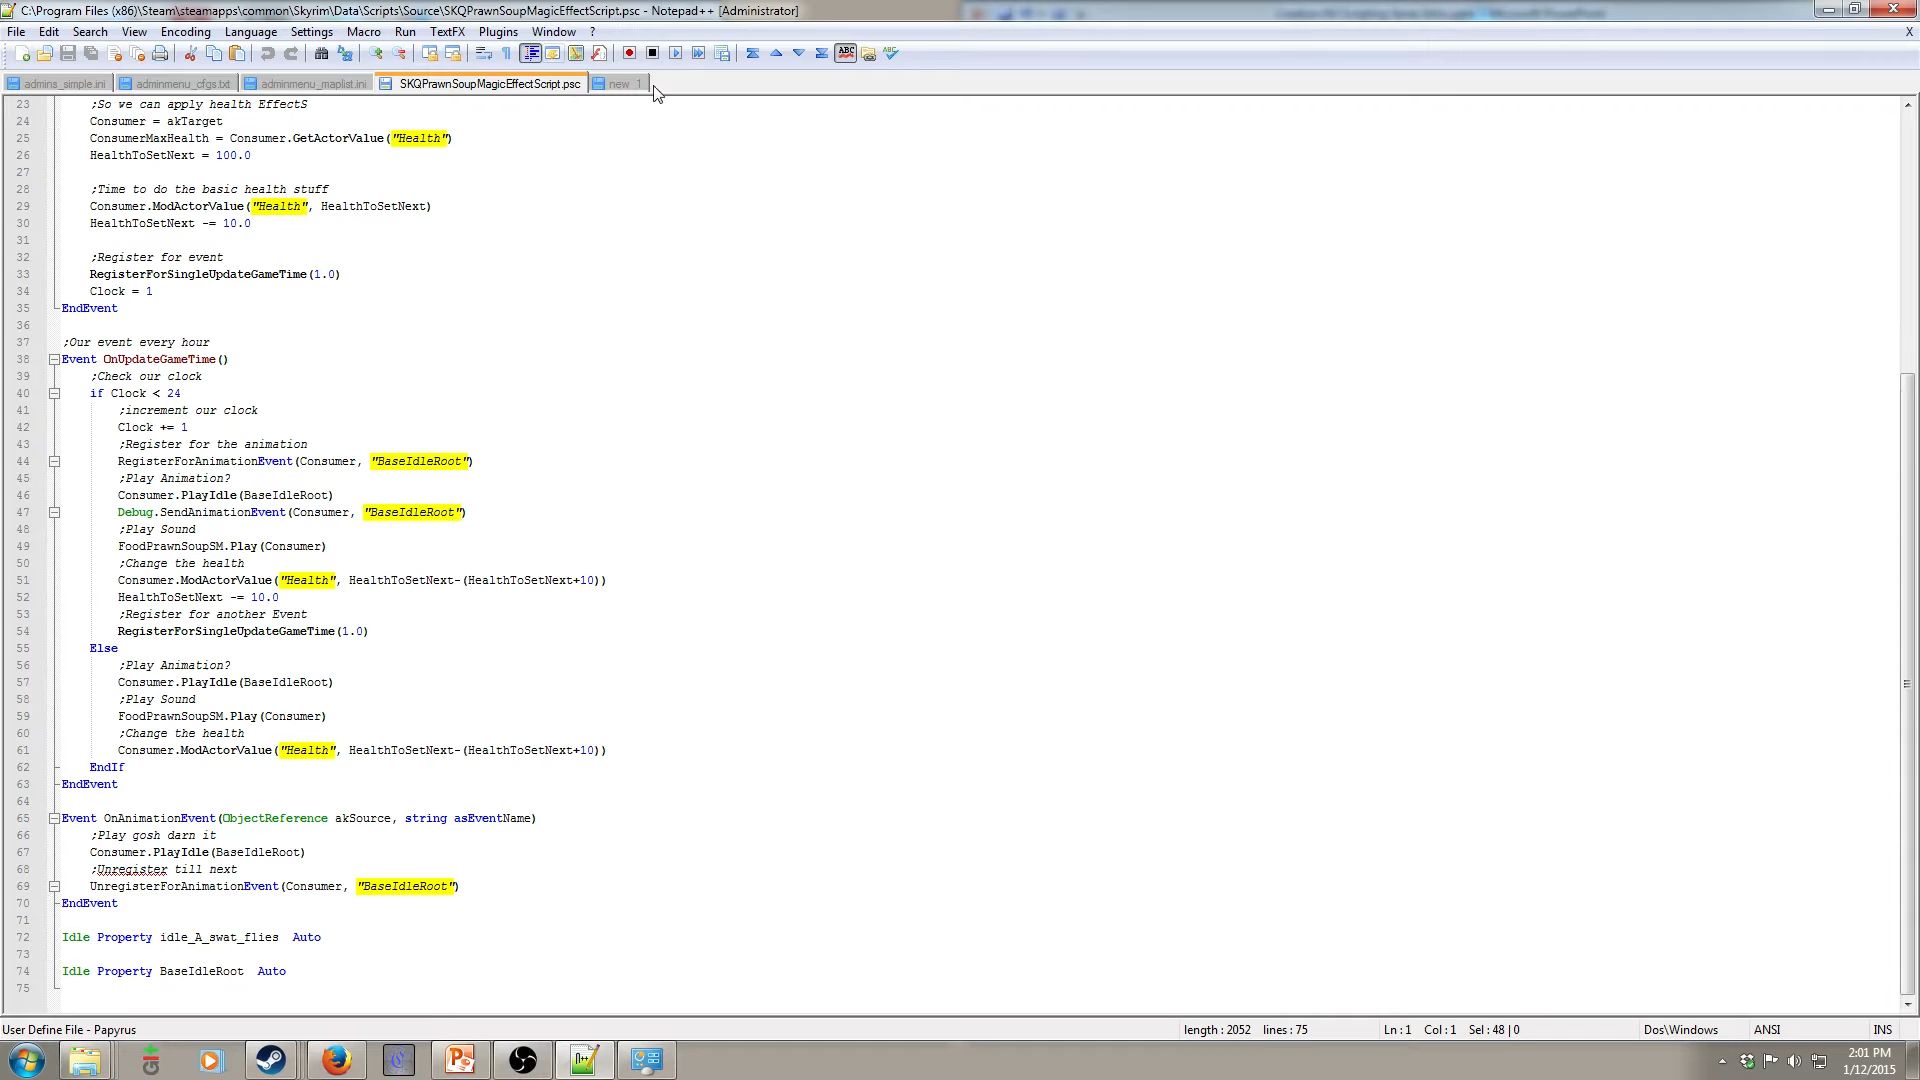 C:\Program Files (x86)\Steam\steamapps\common\Skyrim\Data\Scripts\Source\SKQPrawnSoupMagicEffectScript.psc - Notepad++ [Administrator]
File Edit Search View Encoding Language Settings Macro Run TextFX Plugins Window ? X
admins_simple.ini adminmenu_cfgs.txt adminmenu_maplist.ini SKQPrawnSoupMagicEffectScript.psc new 1
23 ;So we can apply health EffectS
24 Consumer = akTarget
25 ConsumerMaxHealth = Consumer.GetActorValue("Health")
26 HealthToSetNext = 100.0
27
28 ;Time to do the basic health stuff
29 Consumer.ModActorValue("Health", HealthToSetNext)
30 HealthToSetNext -= 10.0
31
32 ;Register for event
33 RegisterForSingleUpdateGameTime(1.0)
34 Clock = 1
35 EndEvent
36
37 ;Our event every hour
38 Event OnUpdateGameTime()
39 ;Check our clock
40 if Clock < 24
41 ;increment our clock
42 Clock += 1
43 ;Register for the animation
44 RegisterForAnimationEvent(Consumer, "BaseIdleRoot")
45 ;Play Animation?
46 Consumer.PlayIdle(BaseIdleRoot)
47 Debug.SendAnimationEvent(Consumer, "BaseIdleRoot")
48 ;Play Sound
49 FoodPrawnSoupSM.Play(Consumer)
50 ;Change the health
51 Consumer.ModActorValue("Health", HealthToSetNext-(HealthToSetNext+10))
52 HealthToSetNext -= 10.0
53 ;Register for another Event
54 RegisterForSingleUpdateGameTime(1.0)
55 Else
56 ;Play Animation?
57 Consumer.PlayIdle(BaseIdleRoot)
58 ;Play Sound
59 FoodPrawnSoupSM.Play(Consumer)
60 ;Change the health
61 Consumer.ModActorValue("Health", HealthToSetNext-(HealthToSetNext+10))
62 EndIf
63 EndEvent
64
65 Event OnAnimationEvent(ObjectReference akSource, string asEventName)
66 ;Play gosh darn it
67 Consumer.PlayIdle(BaseIdleRoot)
68 ;Unregister till next
69 UnregisterForAnimationEvent(Consumer, "BaseIdleRoot")
70 EndEvent
71
72 Idle Property idle_A_swat_flies Auto
73
74 Idle Property BaseIdleRoot Auto
75
User Define File - Papyrus length : 2052 lines : 75 Ln : 1 Col : 1 Sel : 48 | 0 Dos\Windows ANSI INS
2:01 PM
1/12/2015